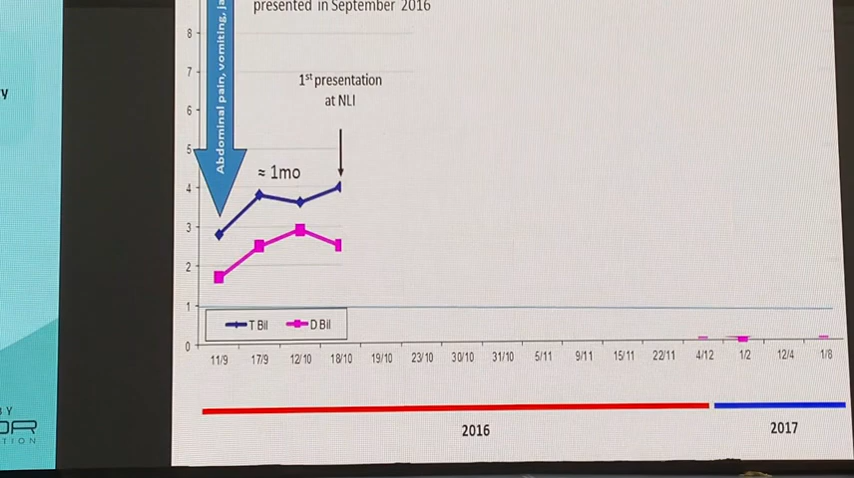 presented in September 2016
8
Abdominal pain, vomiting,
7
1st presentation
at NLI
6
5
≈ 1mo
4
3
2
1
T Bil
D Bil
0
11/9 17/9 12/10 18/10 19/10 23/10 30/10 31/10 5/11 9/11 15/11 22/11 4/12 1/2 12/4 1/8
2016
2017